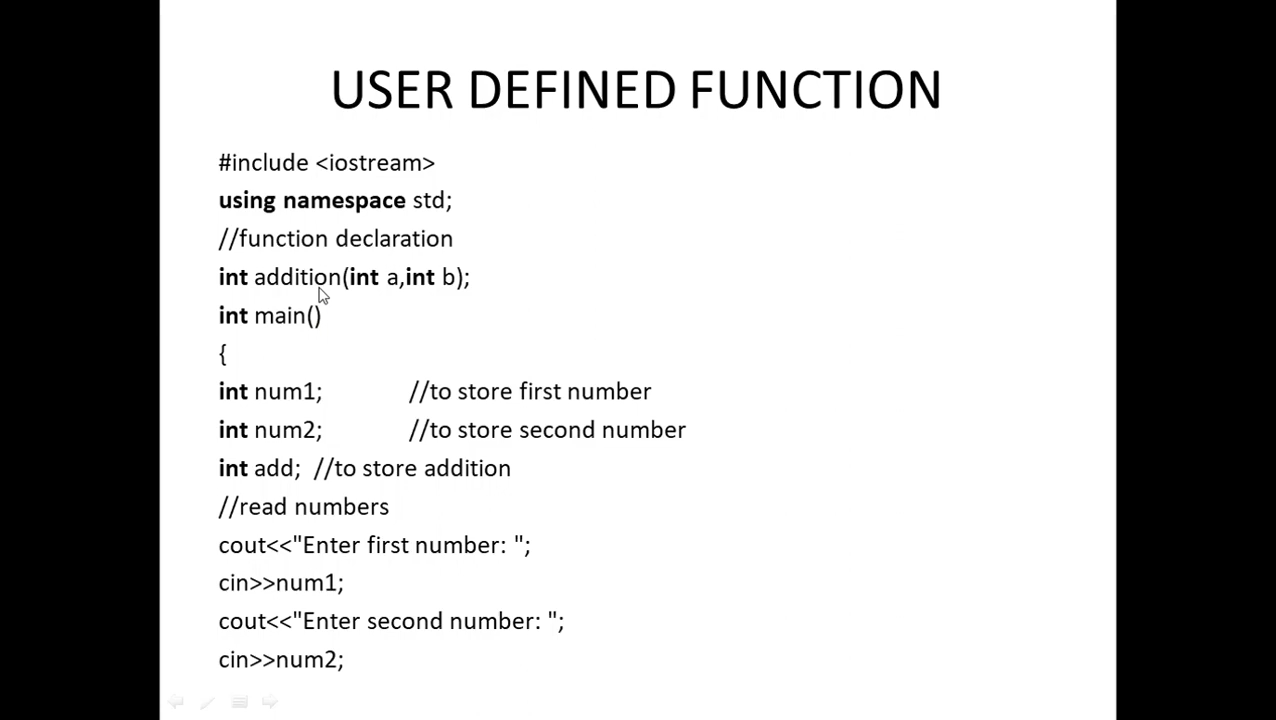 USER DEFINED FUNCTION
#include <iostream>
using namespace std;
//function declaration
int addition(int a,int b);
int main()
{
int num1; //to store first number
int num2; //to store second number
int add; //to store addition
//read numbers
cout<<"Enter first number: ";
cin>>num1;
cout<<"Enter second number: ";
cin>>num2;